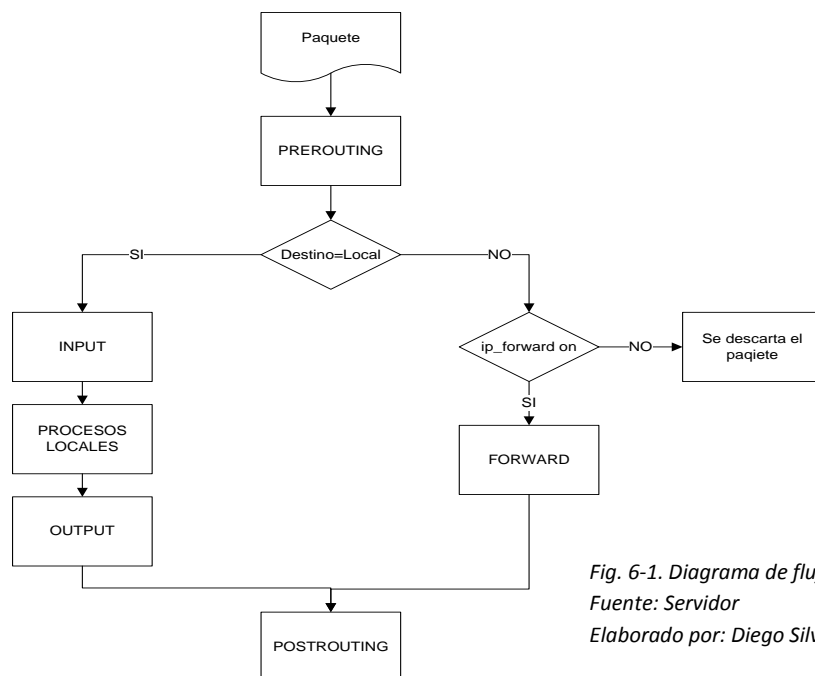 Paquete
PREROUTING
Destino=Local
SI
NO
INPUT
ip_forward on
NO
Se descarta el
paqiete
SI
PROCESOS
LOCALES
FORWARD
OUTPUT
POSTROUTING
Fig. 6-1. Diagrama de
Fuente: Servidor
Elaborado por: Diego